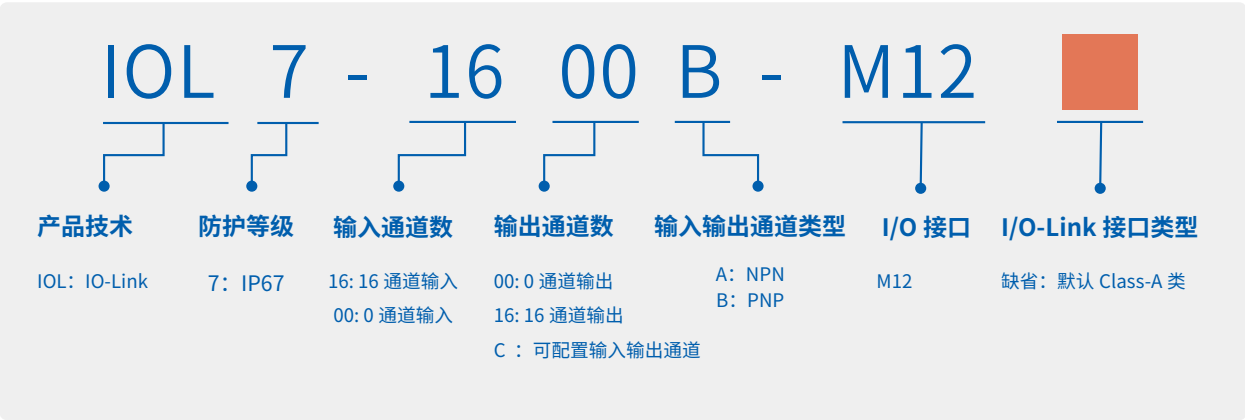 IOL 7 - 16 00 B - M12
产品技术 防护等级 输入通道数 输出通道数 输入输出通道类型 I/O 接口 I/O-Link 接口类型
IOL：IO-Link 7：IP67 16: 16 通道输入 00: 0 通道输出 A：NPN M12 缺省：默认 Class-A 类
B：PNP
00: 0 通道输入 16: 16 通道输出
C ：可配置输入输出通道